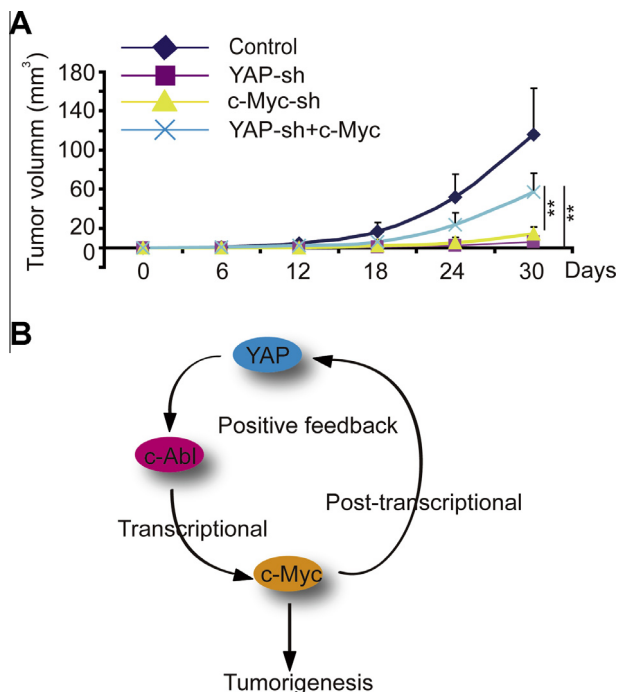 A
Control
YAP-sh
c-Myc-sh
YAP-sh+c-Myc
Tumor volumm (mm³)
180
140
100
60
20
0
**
**
0 6 12 18 24 30 Days
B
YAP
Positive feedback
c-Abl
Post-transcriptional
Transcriptional
c-Myc
Tumorigenesis